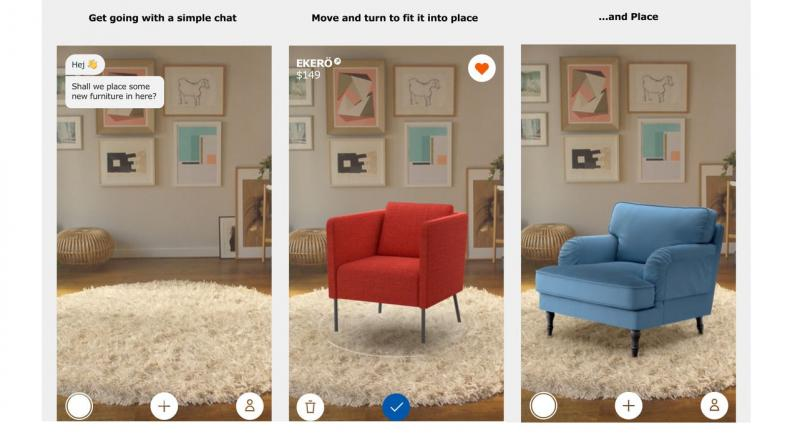 Get going with a simple chat
Move and turn to fit it into place
...and Place
Hej 👋
Shall we place some
new furniture in here?
EKERÖ
$149